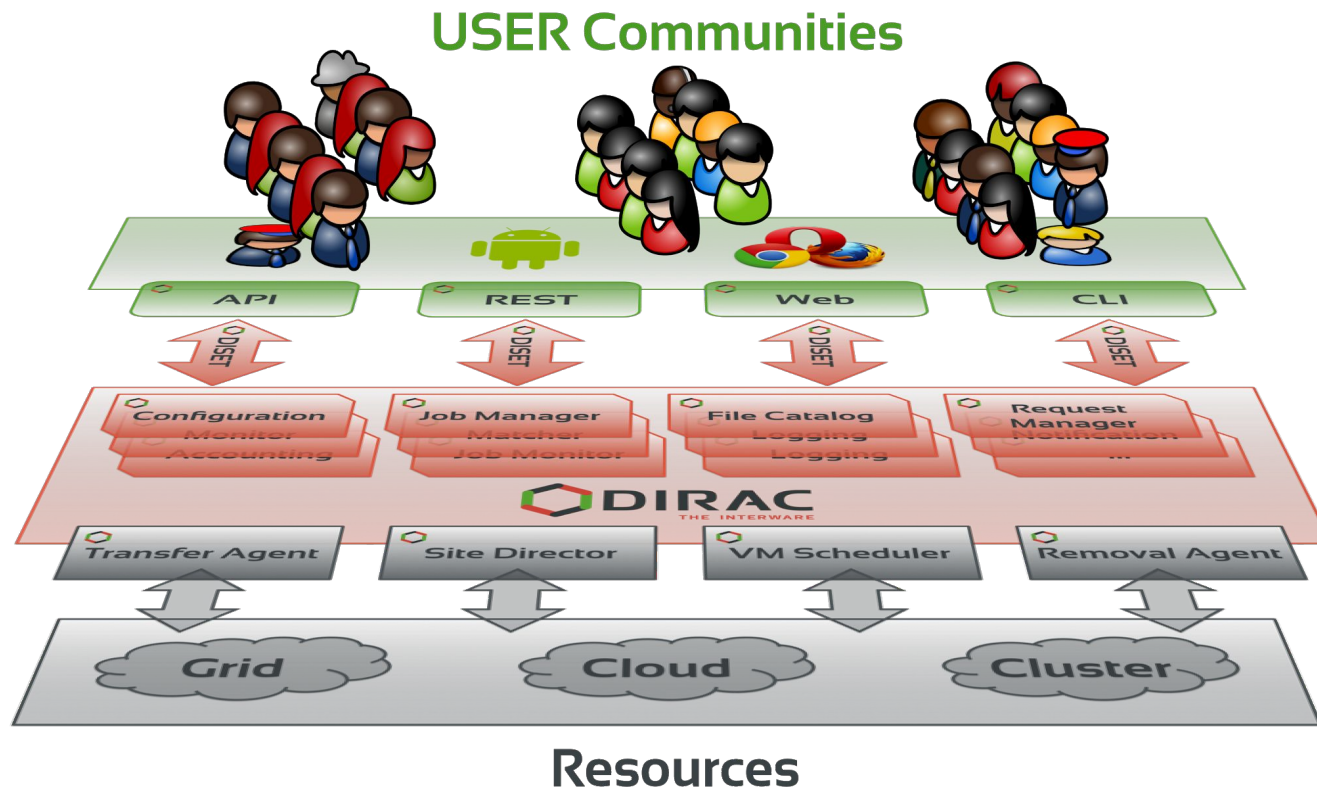 USER Communities
API
REST
Web
CLI
DISET
DISET
DISET
DISET
Configuration
Monitor
Accounting
Job Manager
Matcher
Job Monitor
File Catalog
Logging
Logging
Request
Manager
Notification
...
DIRAC
THE INTERWARE
Transfer Agent
Site Director
VM Scheduler
Removal Agent
Grid
Cloud
Cluster
Resources